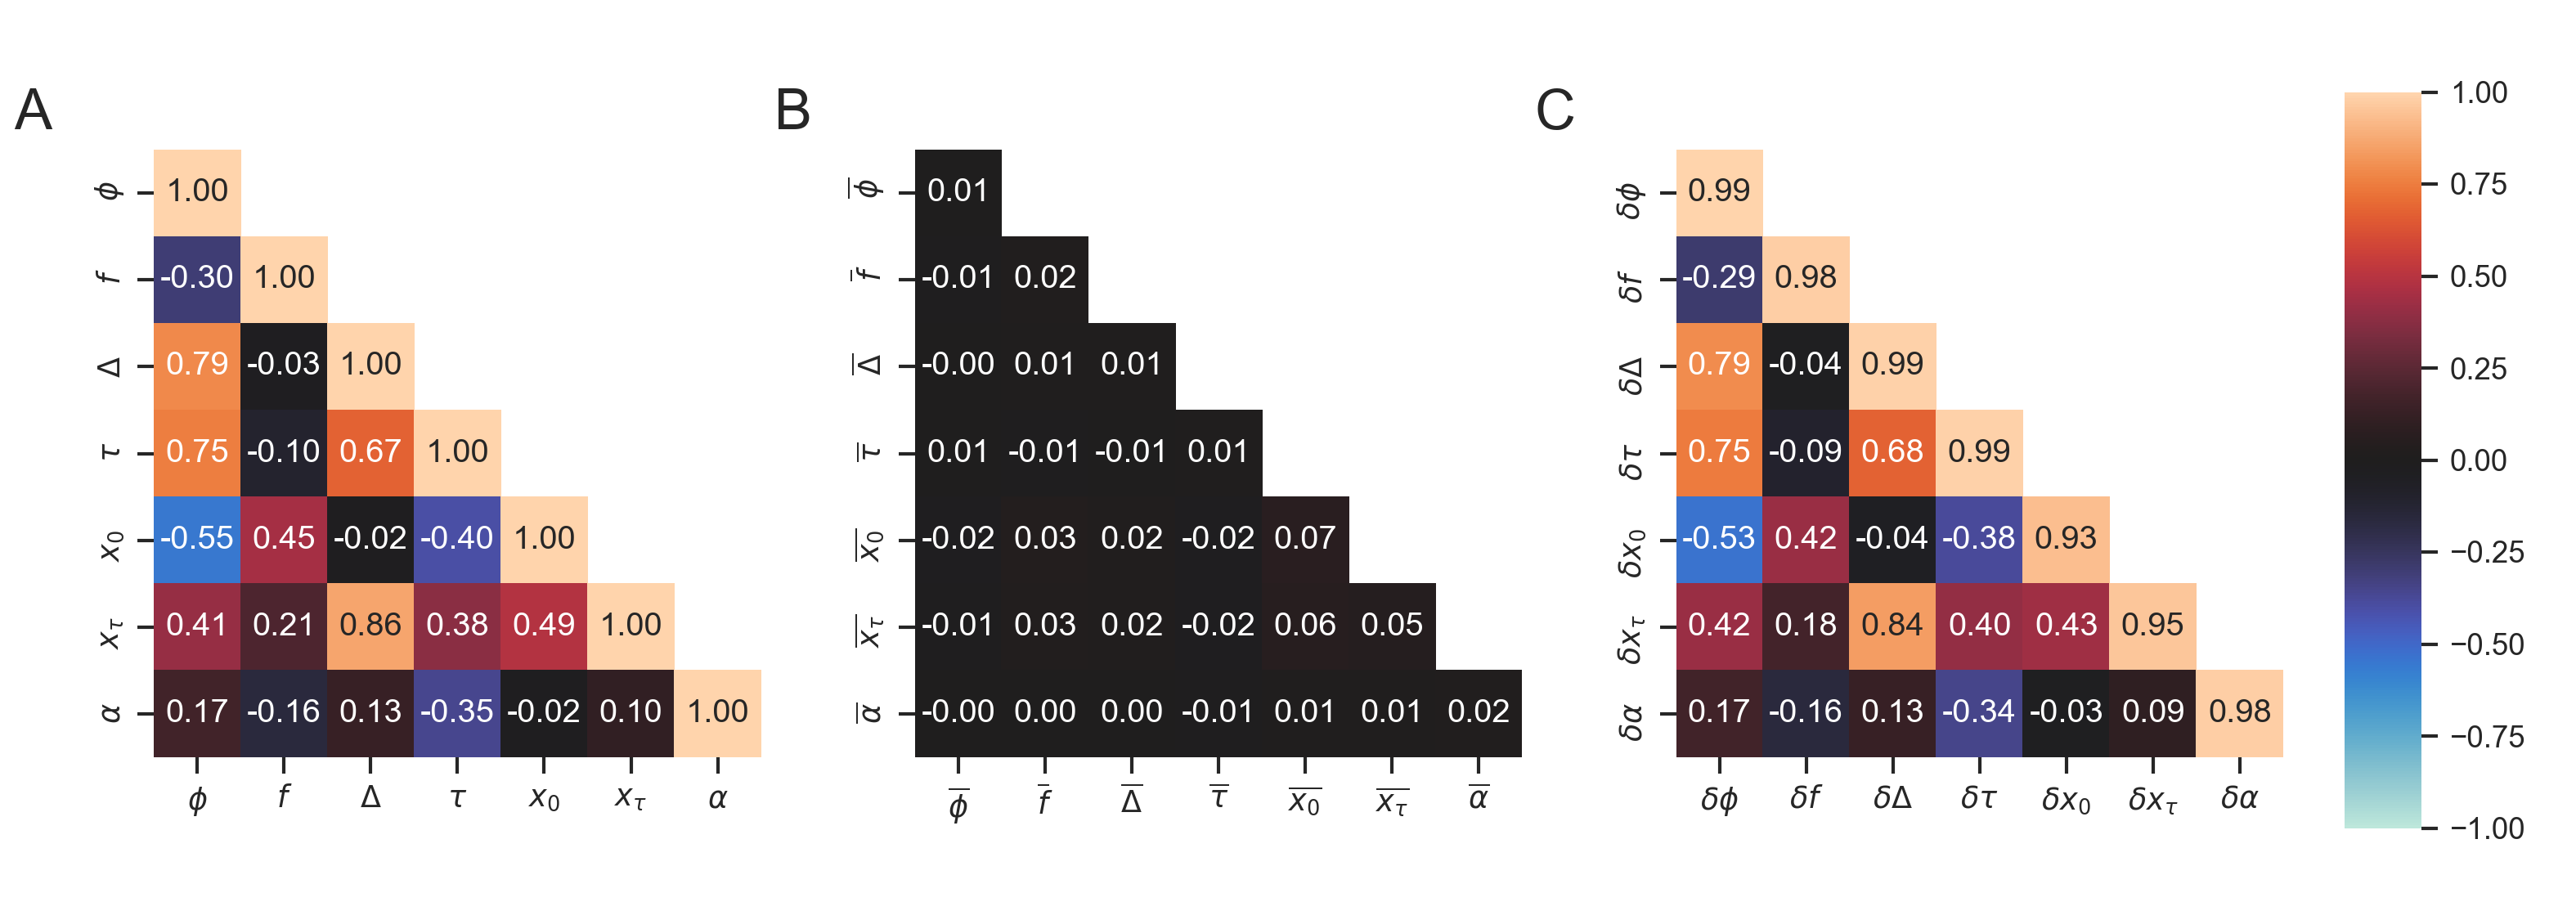 A
B
C
ϕ 1.00
f -0.30 1.00
Δ 0.79 -0.03 1.00
τ 0.75 -0.10 0.67 1.00
x₀ -0.55 0.45 -0.02 -0.40 1.00
x_τ 0.41 0.21 0.86 0.38 0.49 1.00
α 0.17 -0.16 0.13 -0.35 -0.02 0.10 1.00
ϕ f Δ τ x₀ x_τ α
ϕ̅ 0.01
f̅ -0.01 0.02
Δ̅ -0.00 0.01 0.01
τ̅ 0.01 -0.01 -0.01 0.01
x̅₀ -0.02 0.03 0.02 -0.02 0.07
x̅_τ -0.01 0.03 0.02 -0.02 0.06 0.05
α̅ -0.00 0.00 0.00 -0.01 0.01 0.01 0.02
ϕ̅ f̅ Δ̅ τ̅ x̅₀ x̅_τ α̅
δϕ 0.99
δf -0.29 0.98
δΔ 0.79 -0.04 0.99
δτ 0.75 -0.09 0.68 0.99
δx₀ -0.53 0.42 -0.04 -0.38 0.93
δx_τ 0.42 0.18 0.84 0.40 0.43 0.95
δα 0.17 -0.16 0.13 -0.34 -0.03 0.09 0.98
δϕ δf δΔ δτ δx₀ δx_τ δα
1.00
0.75
0.50
0.25
0.00
−0.25
−0.50
−0.75
−1.00